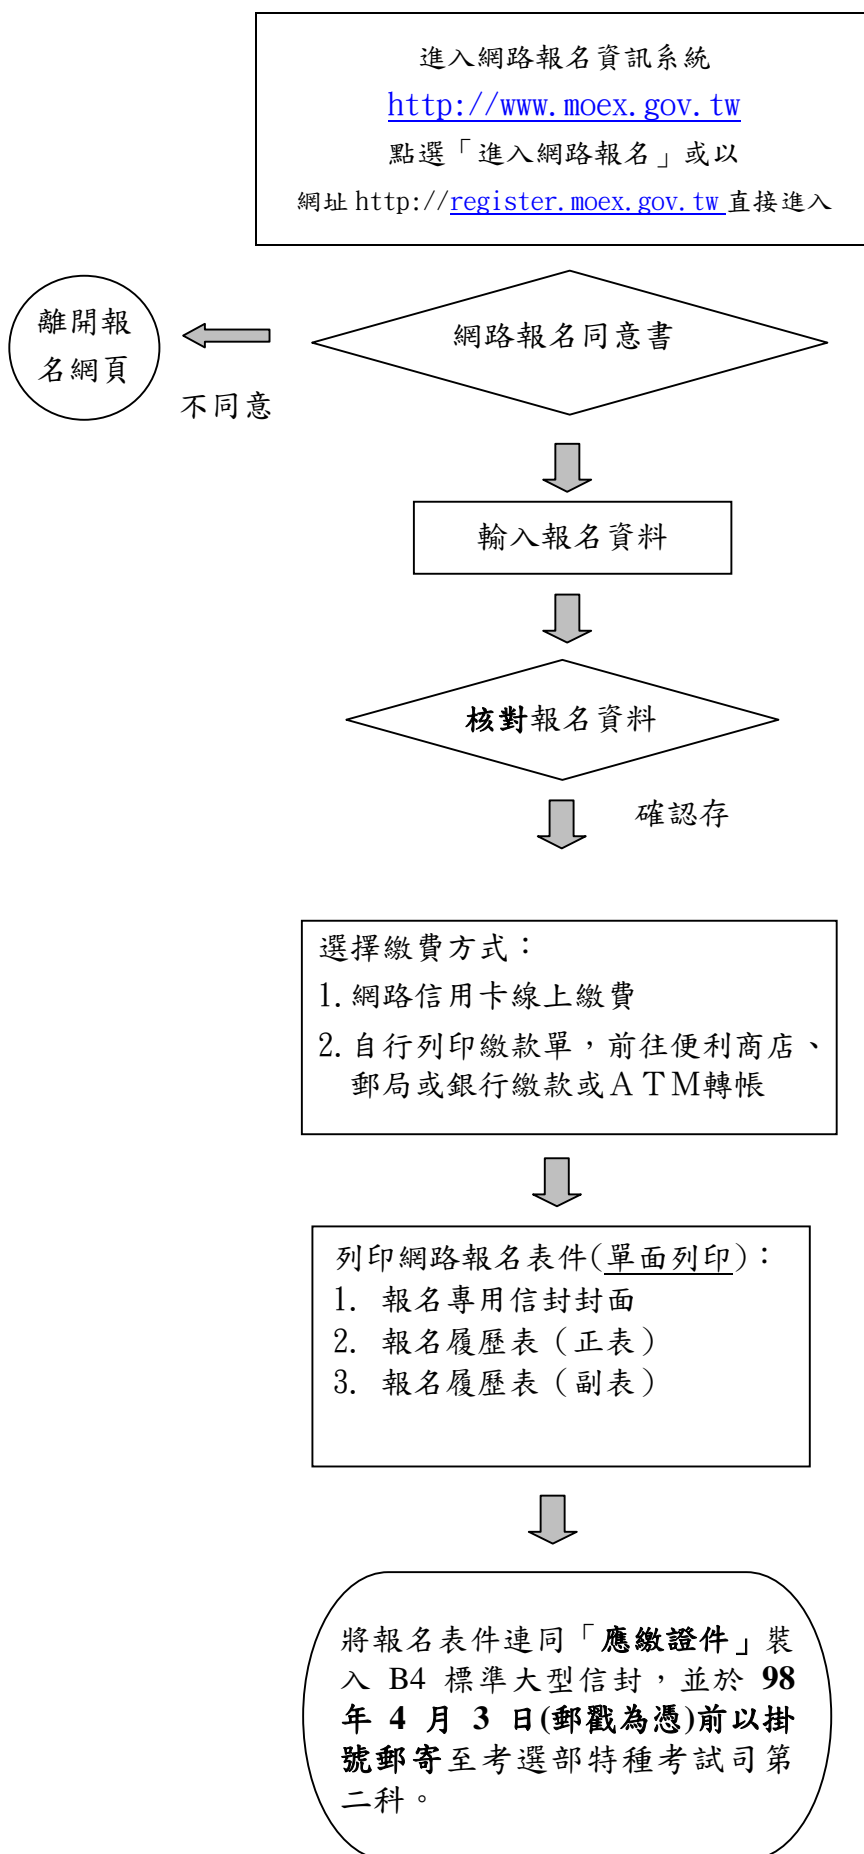 進入網路報名資訊系統
http://www.moex.gov.tw
點選「進入網路報名」或以
網址 http://register.moex.gov.tw 直接進入
離開報
名網頁
不同意
網路報名同意書
輸入報名資料
核對報名資料
確認存
選擇繳費方式：
1. 網路信用卡線上繳費
2. 自行列印繳款單，前往便利商店、
郵局或銀行繳款或ＡＴＭ轉帳
列印網路報名表件(單面列印)：
1. 報名專用信封封面
2. 報名履歷表（正表）
3. 報名履歷表（副表）
將報名表件連同「應繳證件」裝
入 B4 標準大型信封，並於 98
年 4 月 3 日(郵戳為憑)前以掛
號郵寄至考選部特種考試司第
二科。